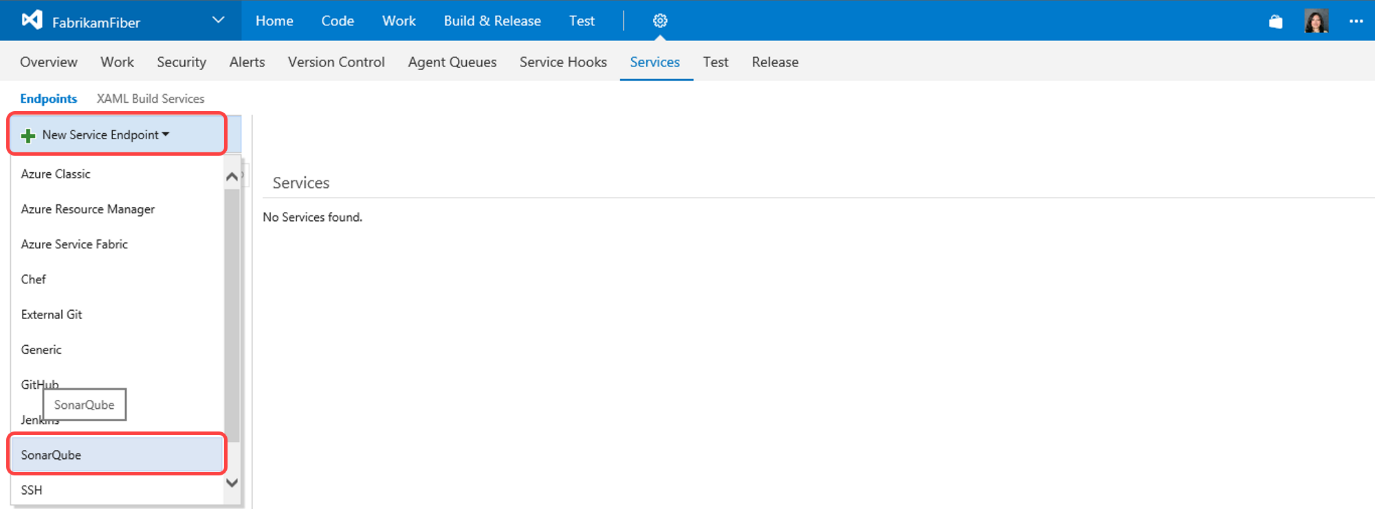 FabrikamFiber Home Code Work Build & Release Test
Overview Work Security Alerts Version Control Agent Queues Service Hooks Services Test Release
Endpoints XAML Build Services
New Service Endpoint
Azure Classic
Azure Resource Manager
Azure Service Fabric
Chef
External Git
Generic
GitHub
SonarQube
Jenkins
SonarQube
SSH
Services
No Services found.